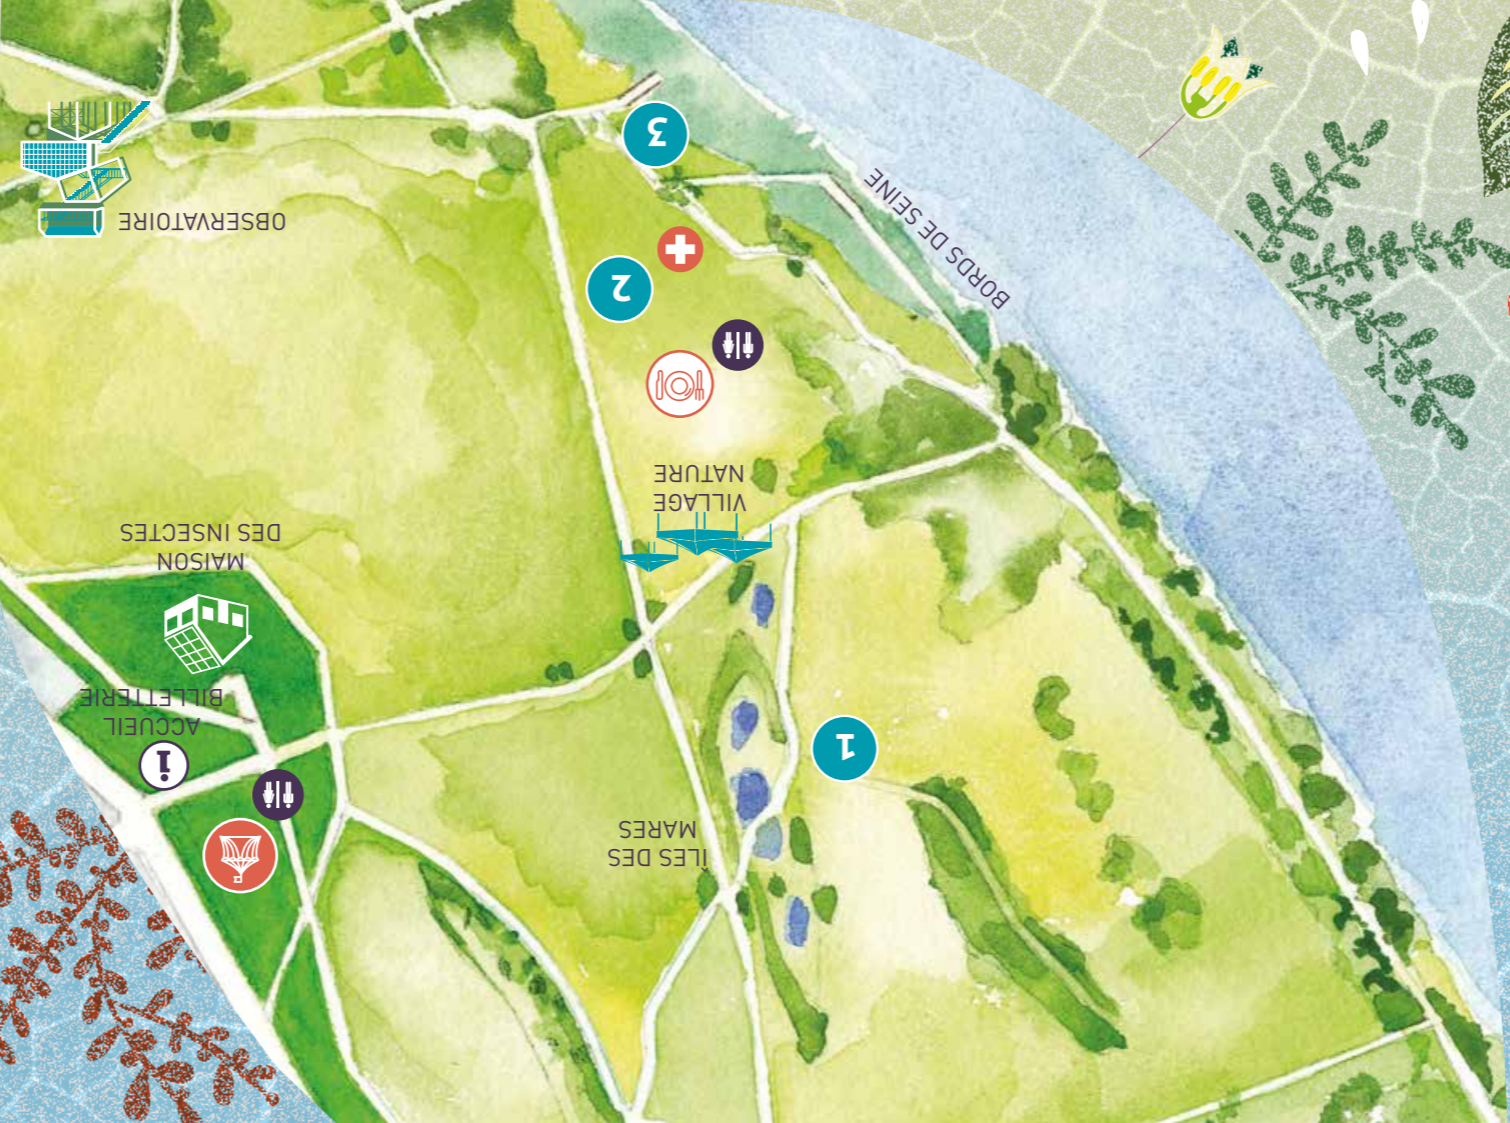 1
ÎLES DES
MARES
i
ACCUEIL
BILLETTERIE
MAISON
DES INSECTES
VILLAGE
NATURE
2
BORDS DE SEINE
OBSERVATOIRE
3